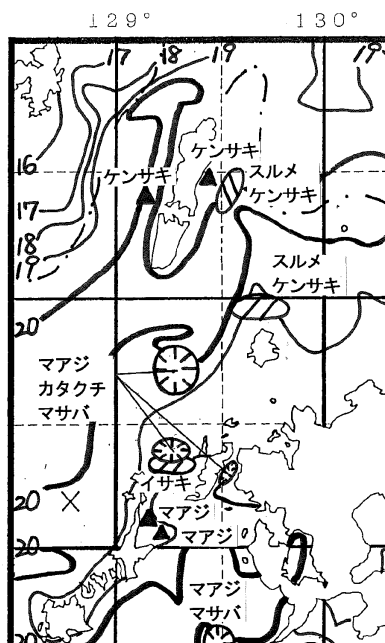 129° 130°
17 18 19 19
16
ケンサキ
ケンサキ
スルメ
ケンサキ
17
18
19
スルメ
ケンサキ
20
マアジ
カタクチ
マサバ
イサキ
20
マアジ
マアジ
20
マアジ
マサバ
20